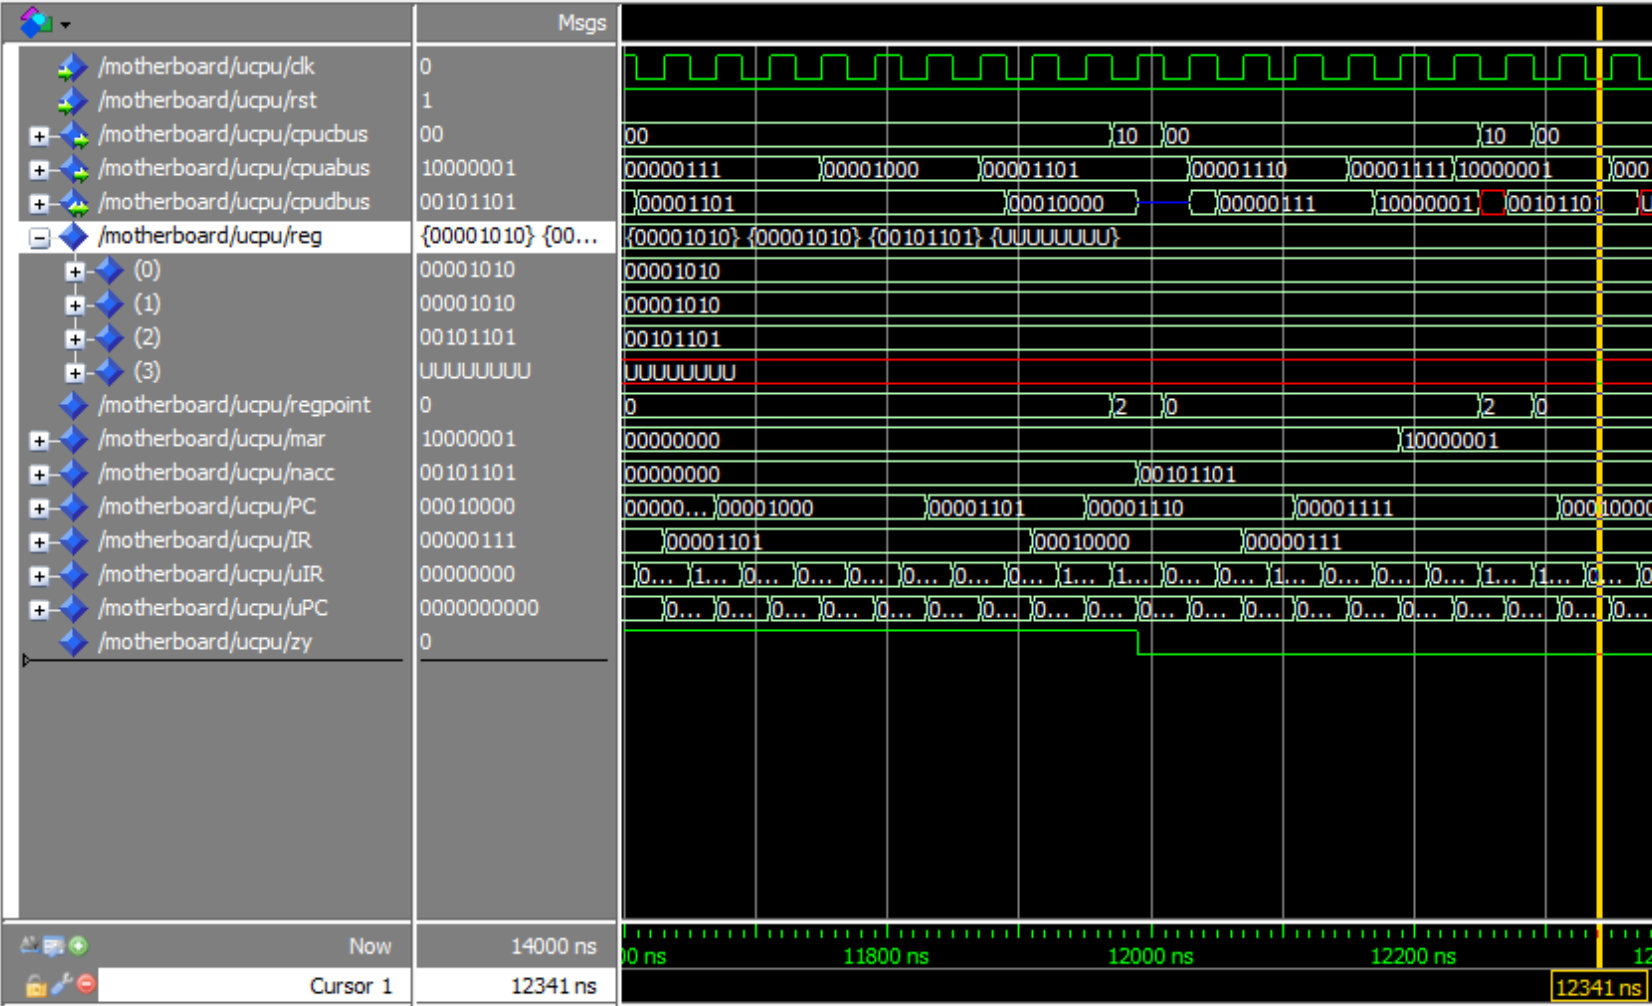 Msgs
/motherboard/ucpu/clk 0
/motherboard/ucpu/rst 1
/motherboard/ucpu/cpucbus 00 00 10 00 10 00
/motherboard/ucpu/cpuabus 10000001 00000111 00001000 00001101 00001110 00001111 10000001 000
/motherboard/ucpu/cpudbus 00101101 00001101 00010000 00000111 10000001 00101101 U
/motherboard/ucpu/reg {00001010} {00... {00001010} {00001010} {00101101} {UUUUUUUU}
(0) 00001010 00001010
(1) 00001010 00001010
(2) 00101101 00101101
(3) UUUUUUUU UUUUUUUU
/motherboard/ucpu/regpoint 0 0 2 0 2 0
/motherboard/ucpu/mar 10000001 00000000 10000001
/motherboard/ucpu/nacc 00101101 00000000 00101101
/motherboard/ucpu/PC 00010000 00000... 00001000 00001101 00001110 00001111 00010000
/motherboard/ucpu/IR 00000111 00001101 00010000 00000111
/motherboard/ucpu/uIR 00000000 0... 1... 0... 0... 0... 0... 0... 0... 1... 1... 0... 0... 1... 0... 0... 0... 1... 1... 0... 0
/motherboard/ucpu/uPC 0000000000 0... 0... 0... 0... 0... 0... 0... 0... 0... 0... 0... 0... 0... 0... 0... 0... 0... 0... 0...
/motherboard/ucpu/zy 0
Now 14000 ns 00 ns 11800 ns 12000 ns 12200 ns 12
Cursor 1 12341 ns 12341 ns